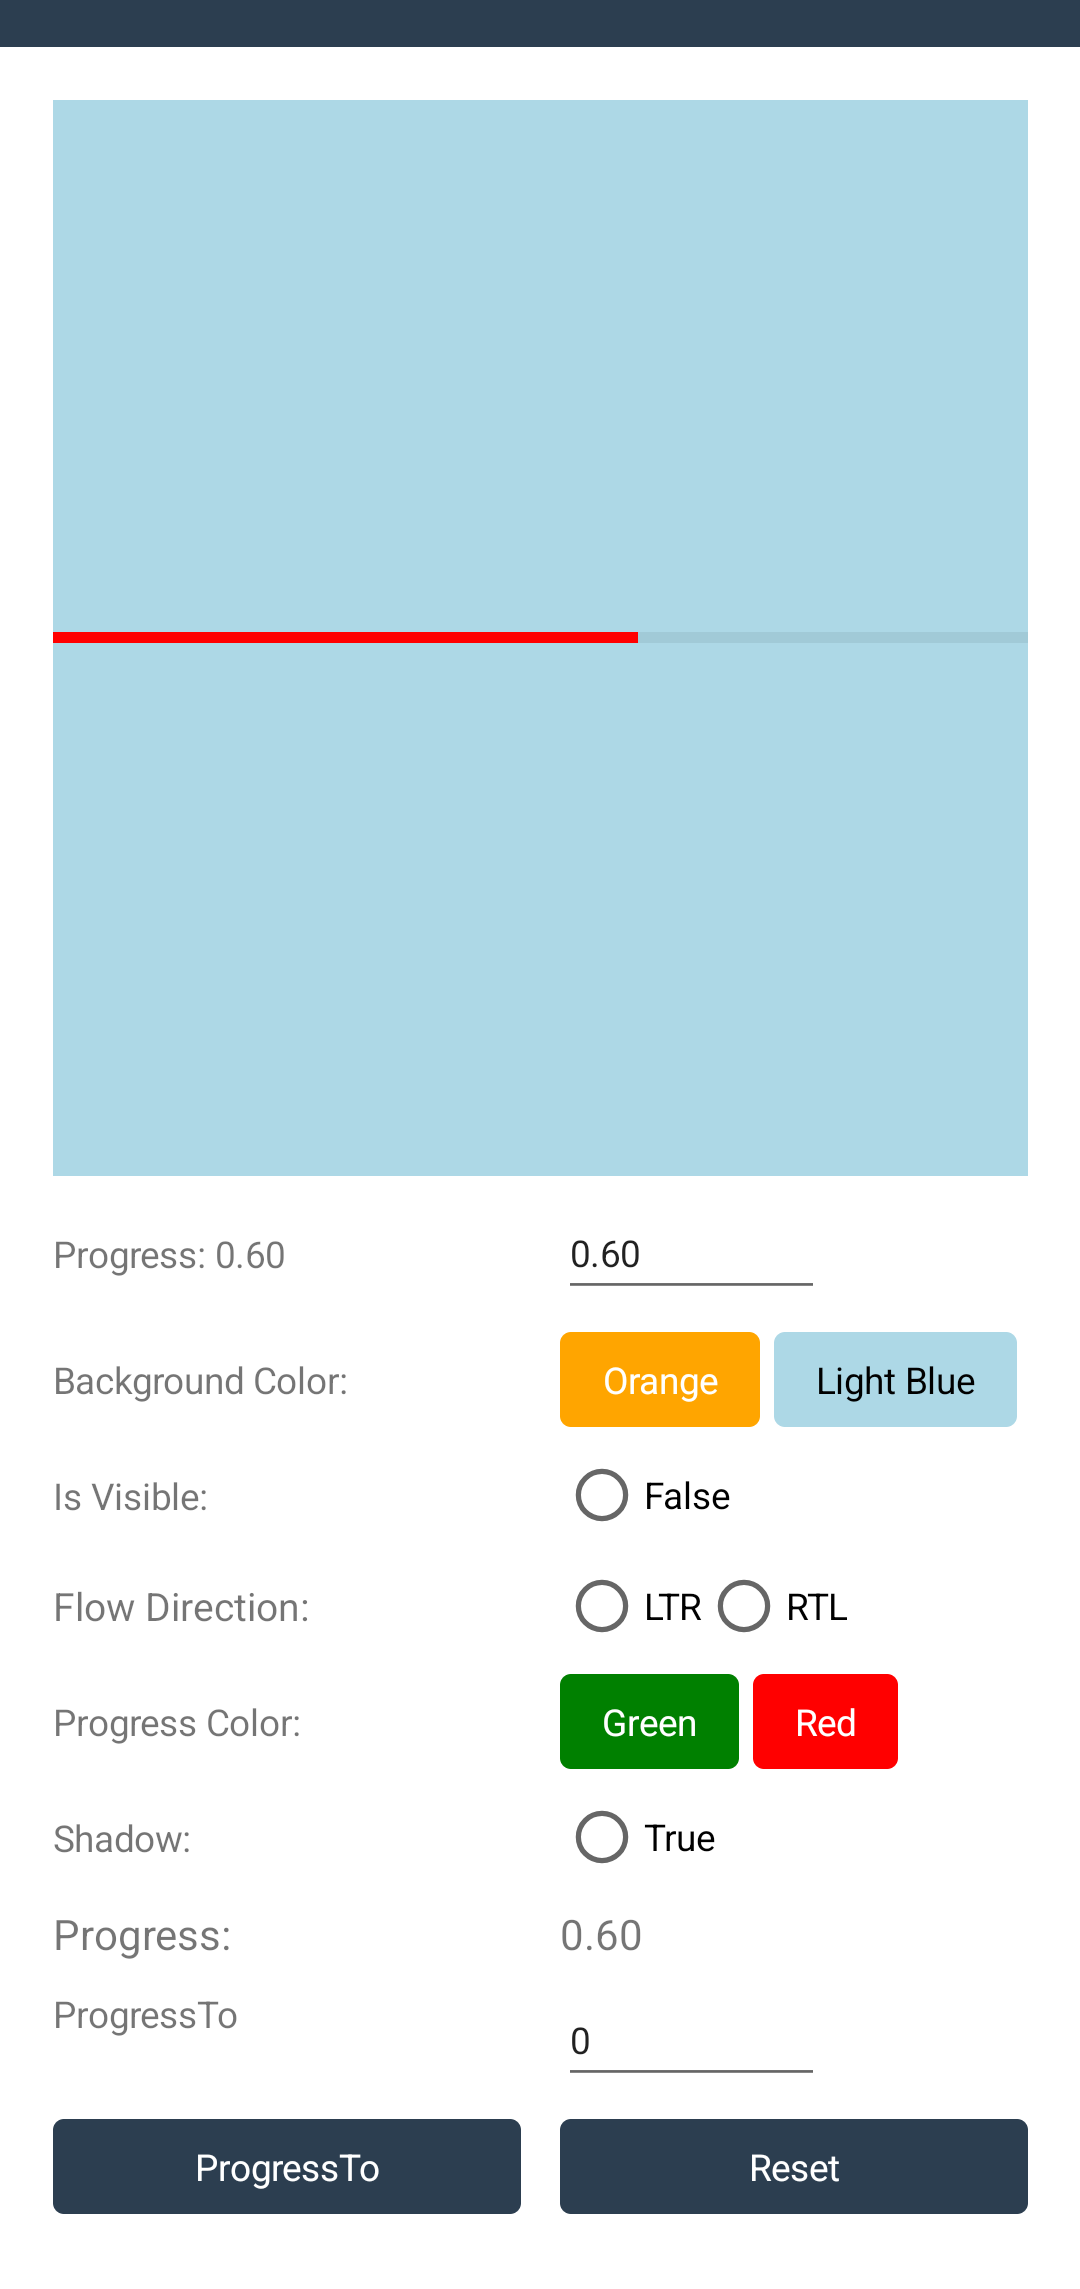 Progress: 0.60 0.60
Background Color: Orange Light Blue
Is Visible: False
Flow Direction: LTR RTL
Progress Color: Green Red
Shadow: True
Progress: 0.60
ProgressTo
0
ProgressTo Reset